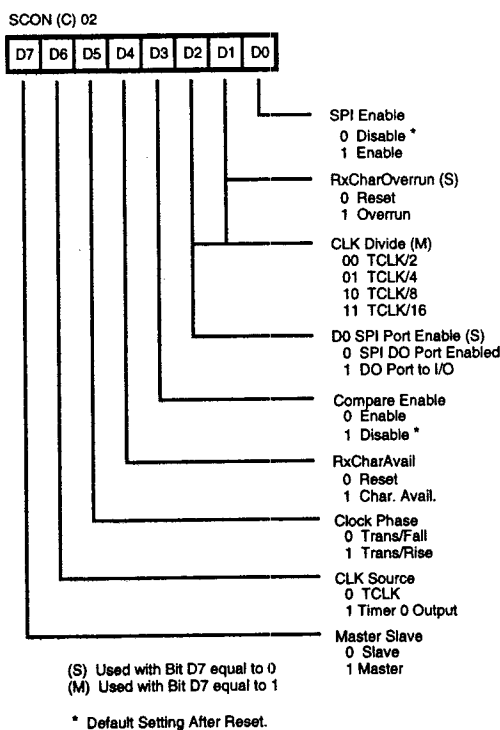 SCON (C) 02
D7 D6 D5 D4 D3 D2 D1 D0
SPI Enable
0 Disable *
1 Enable
RxCharOverrun (S)
0 Reset
1 Overrun
CLK Divide (M)
00 TCLK/2
01 TCLK/4
10 TCLK/8
11 TCLK/16
D0 SPI Port Enable (S)
0 SPI DO Port Enabled
1 DO Port to I/O
Compare Enable
0 Enable
1 Disable *
RxCharAvail
0 Reset
1 Char. Avail.
Clock Phase
0 Trans/Fall
1 Trans/Rise
CLK Source
0 TCLK
1 Timer 0 Output
Master Slave
0 Slave
1 Master
(S) Used with Bit D7 equal to 0
(M) Used with Bit D7 equal to 1
* Default Setting After Reset.